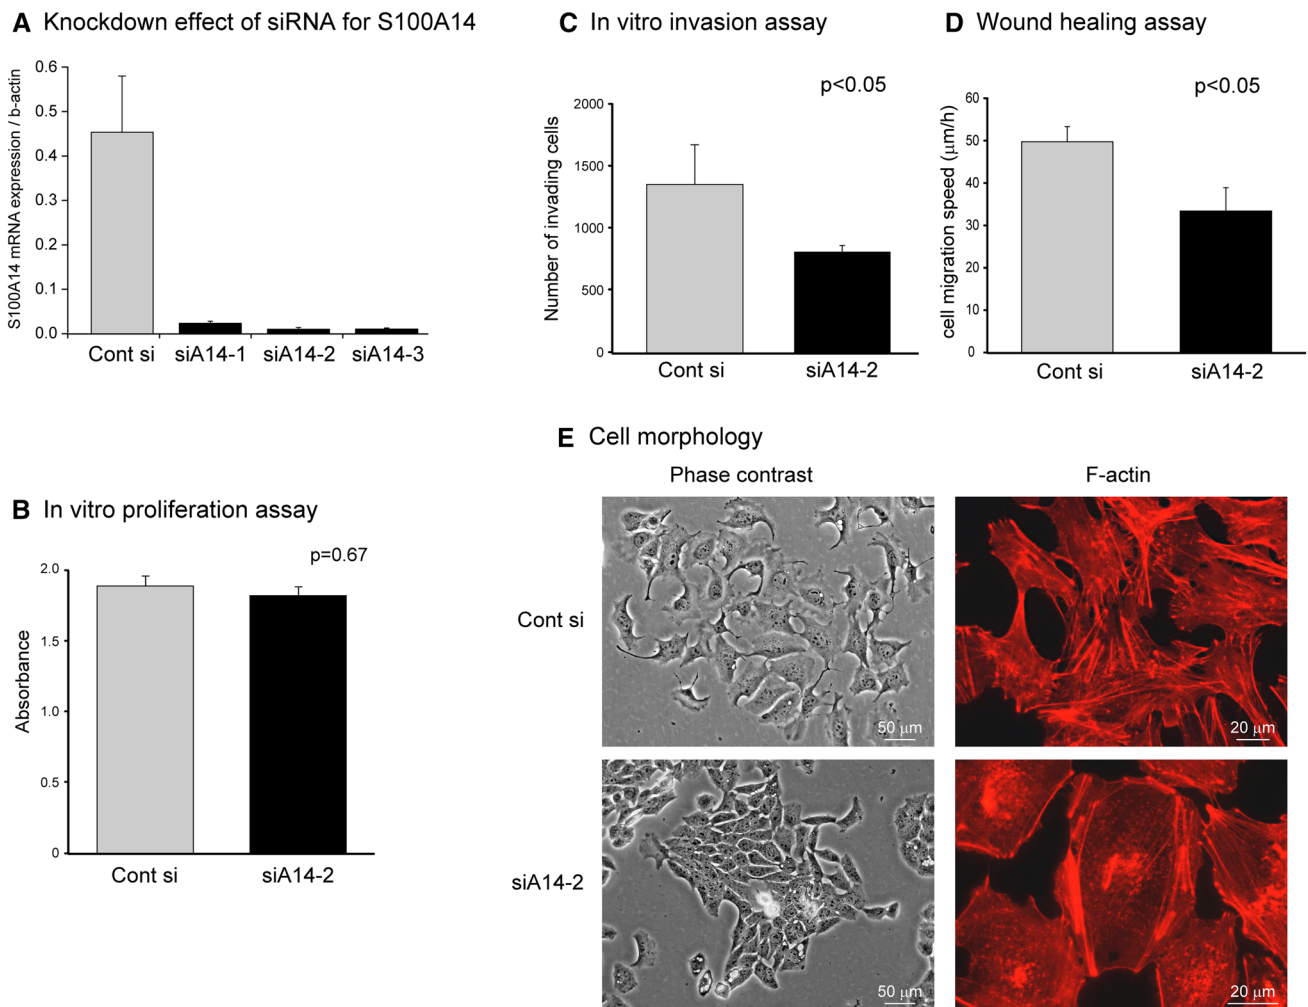 A Knockdown effect of siRNA for S100A14
S100A14 mRNA expression / b-actin
0.6
0.5
0.4
0.3
0.2
0.1
0.0
Cont si siA14-1 siA14-2 siA14-3
B In vitro proliferation assay
p=0.67
Absorbance
2.0
1.5
1.0
0.5
0
Cont si siA14-2
C In vitro invasion assay
p<0.05
Number of invading cells
2000
1500
1000
500
0
Cont si siA14-2
D Wound healing assay
p<0.05
cell migration speed (μm/h)
60
50
40
30
20
10
0
Cont si siA14-2
E Cell morphology
Phase contrast F-actin
Cont si
50 μm 20 μm
siA14-2
50 μm 20 μm